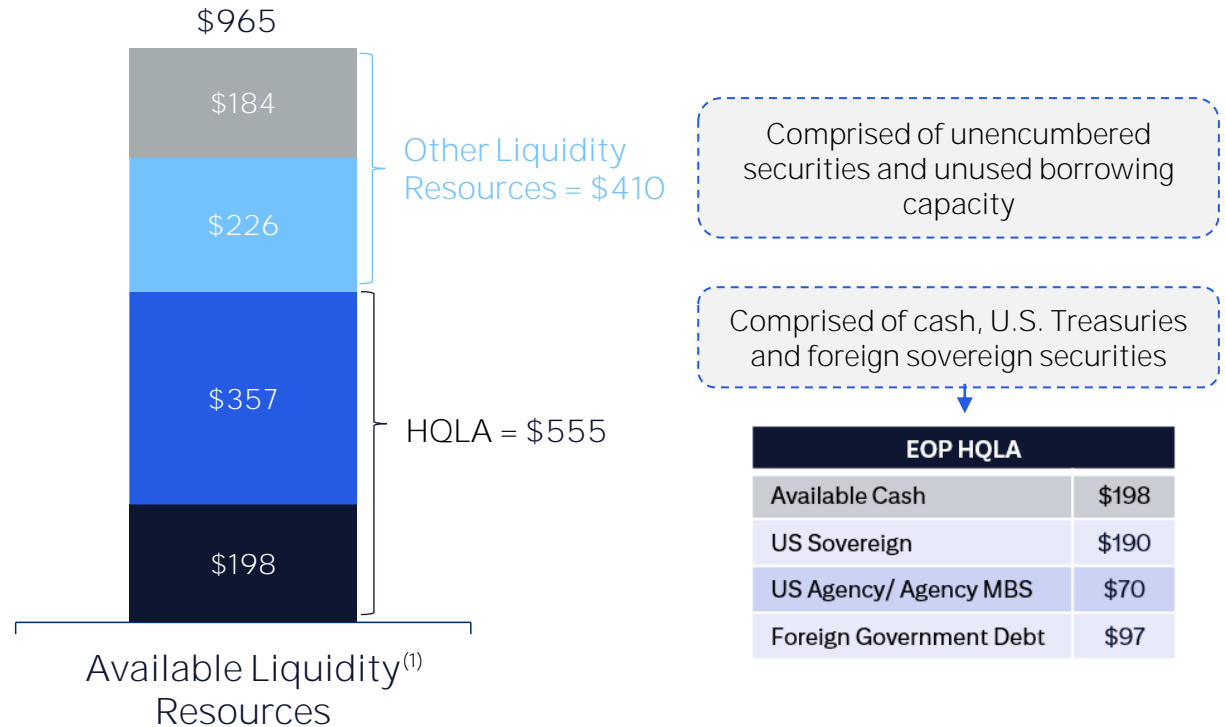 $965
$184
$226
$357
$198
Other Liquidity
Resources = $410
HQLA = $555
Available Liquidity(1)
Resources
Comprised of unencumbered
securities and unused borrowing
capacity
Comprised of cash, U.S. Treasuries
and foreign sovereign securities
EOP HQLA
Available Cash $198
US Sovereign $190
US Agency/ Agency MBS $70
Foreign Government Debt $97